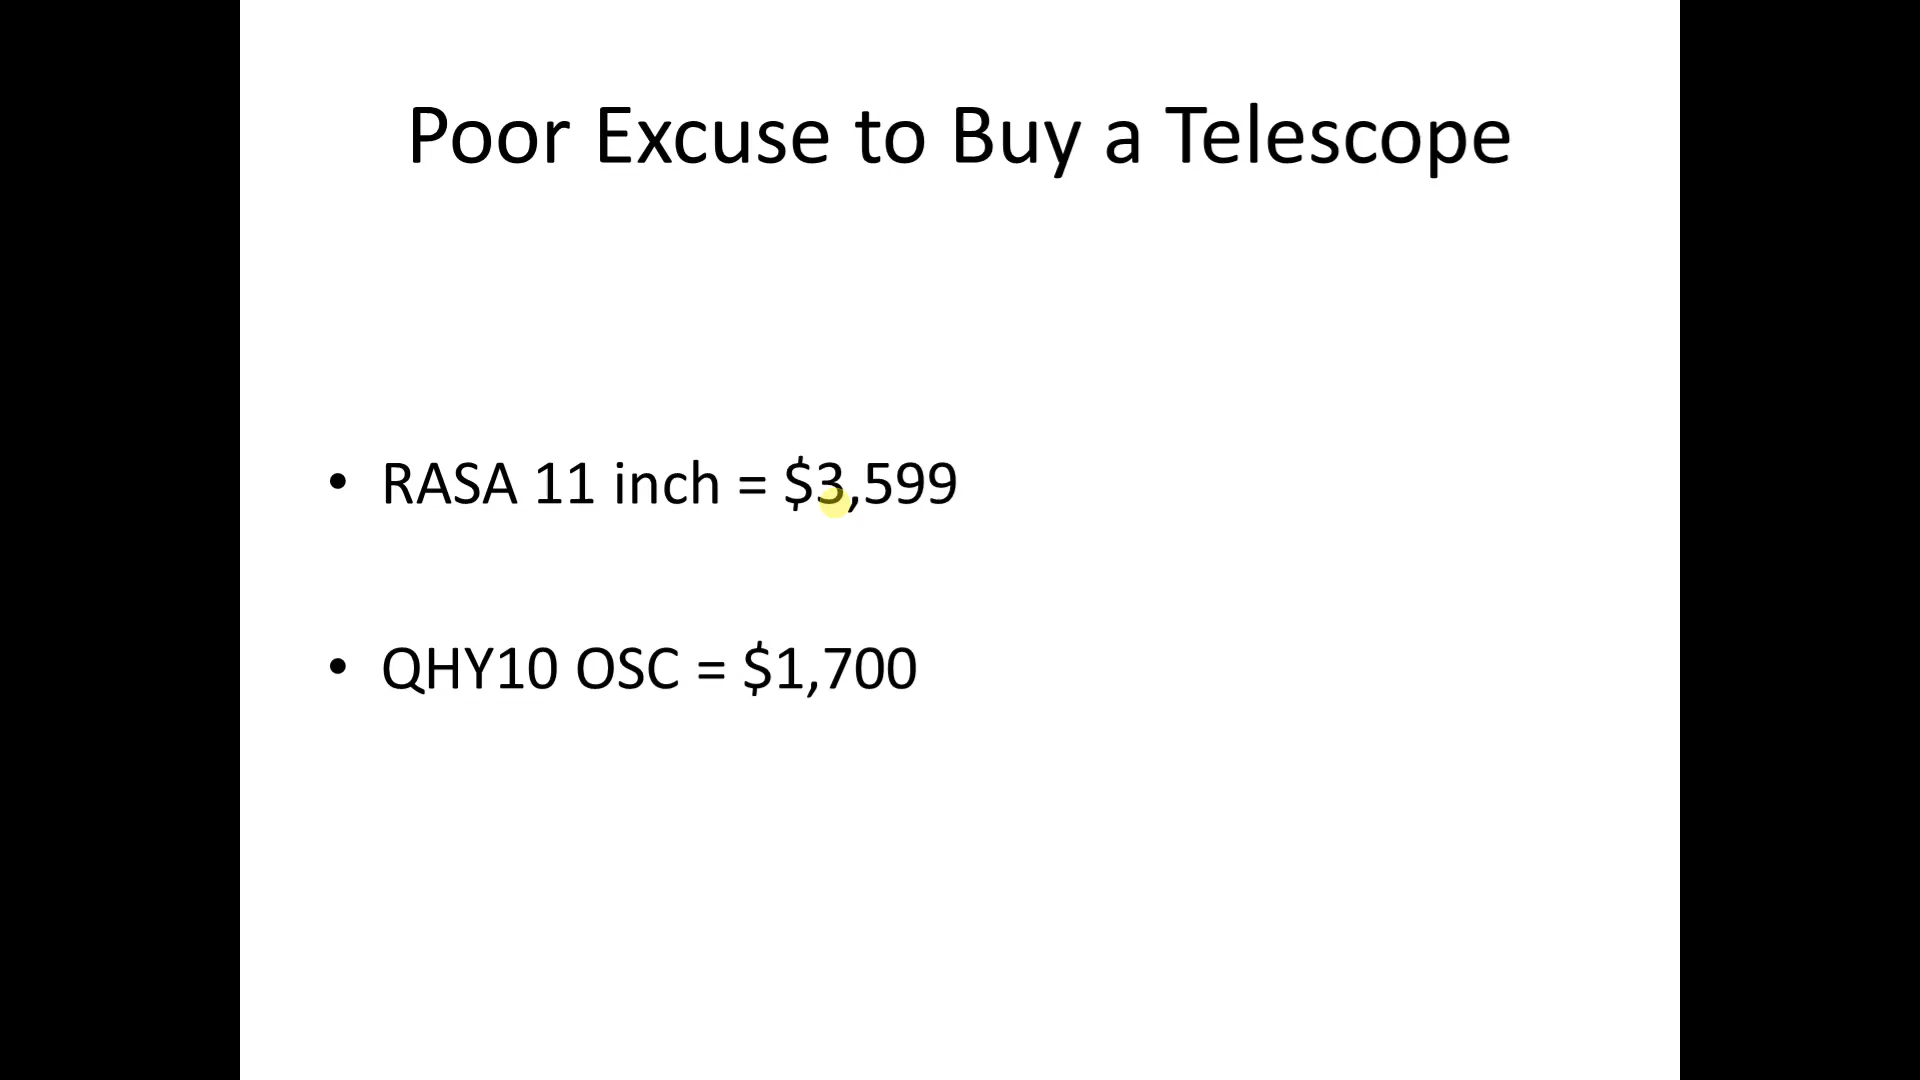 Poor Excuse to Buy a Telescope
• RASA 11 inch = $3,599
• QHY10 OSC = $1,700